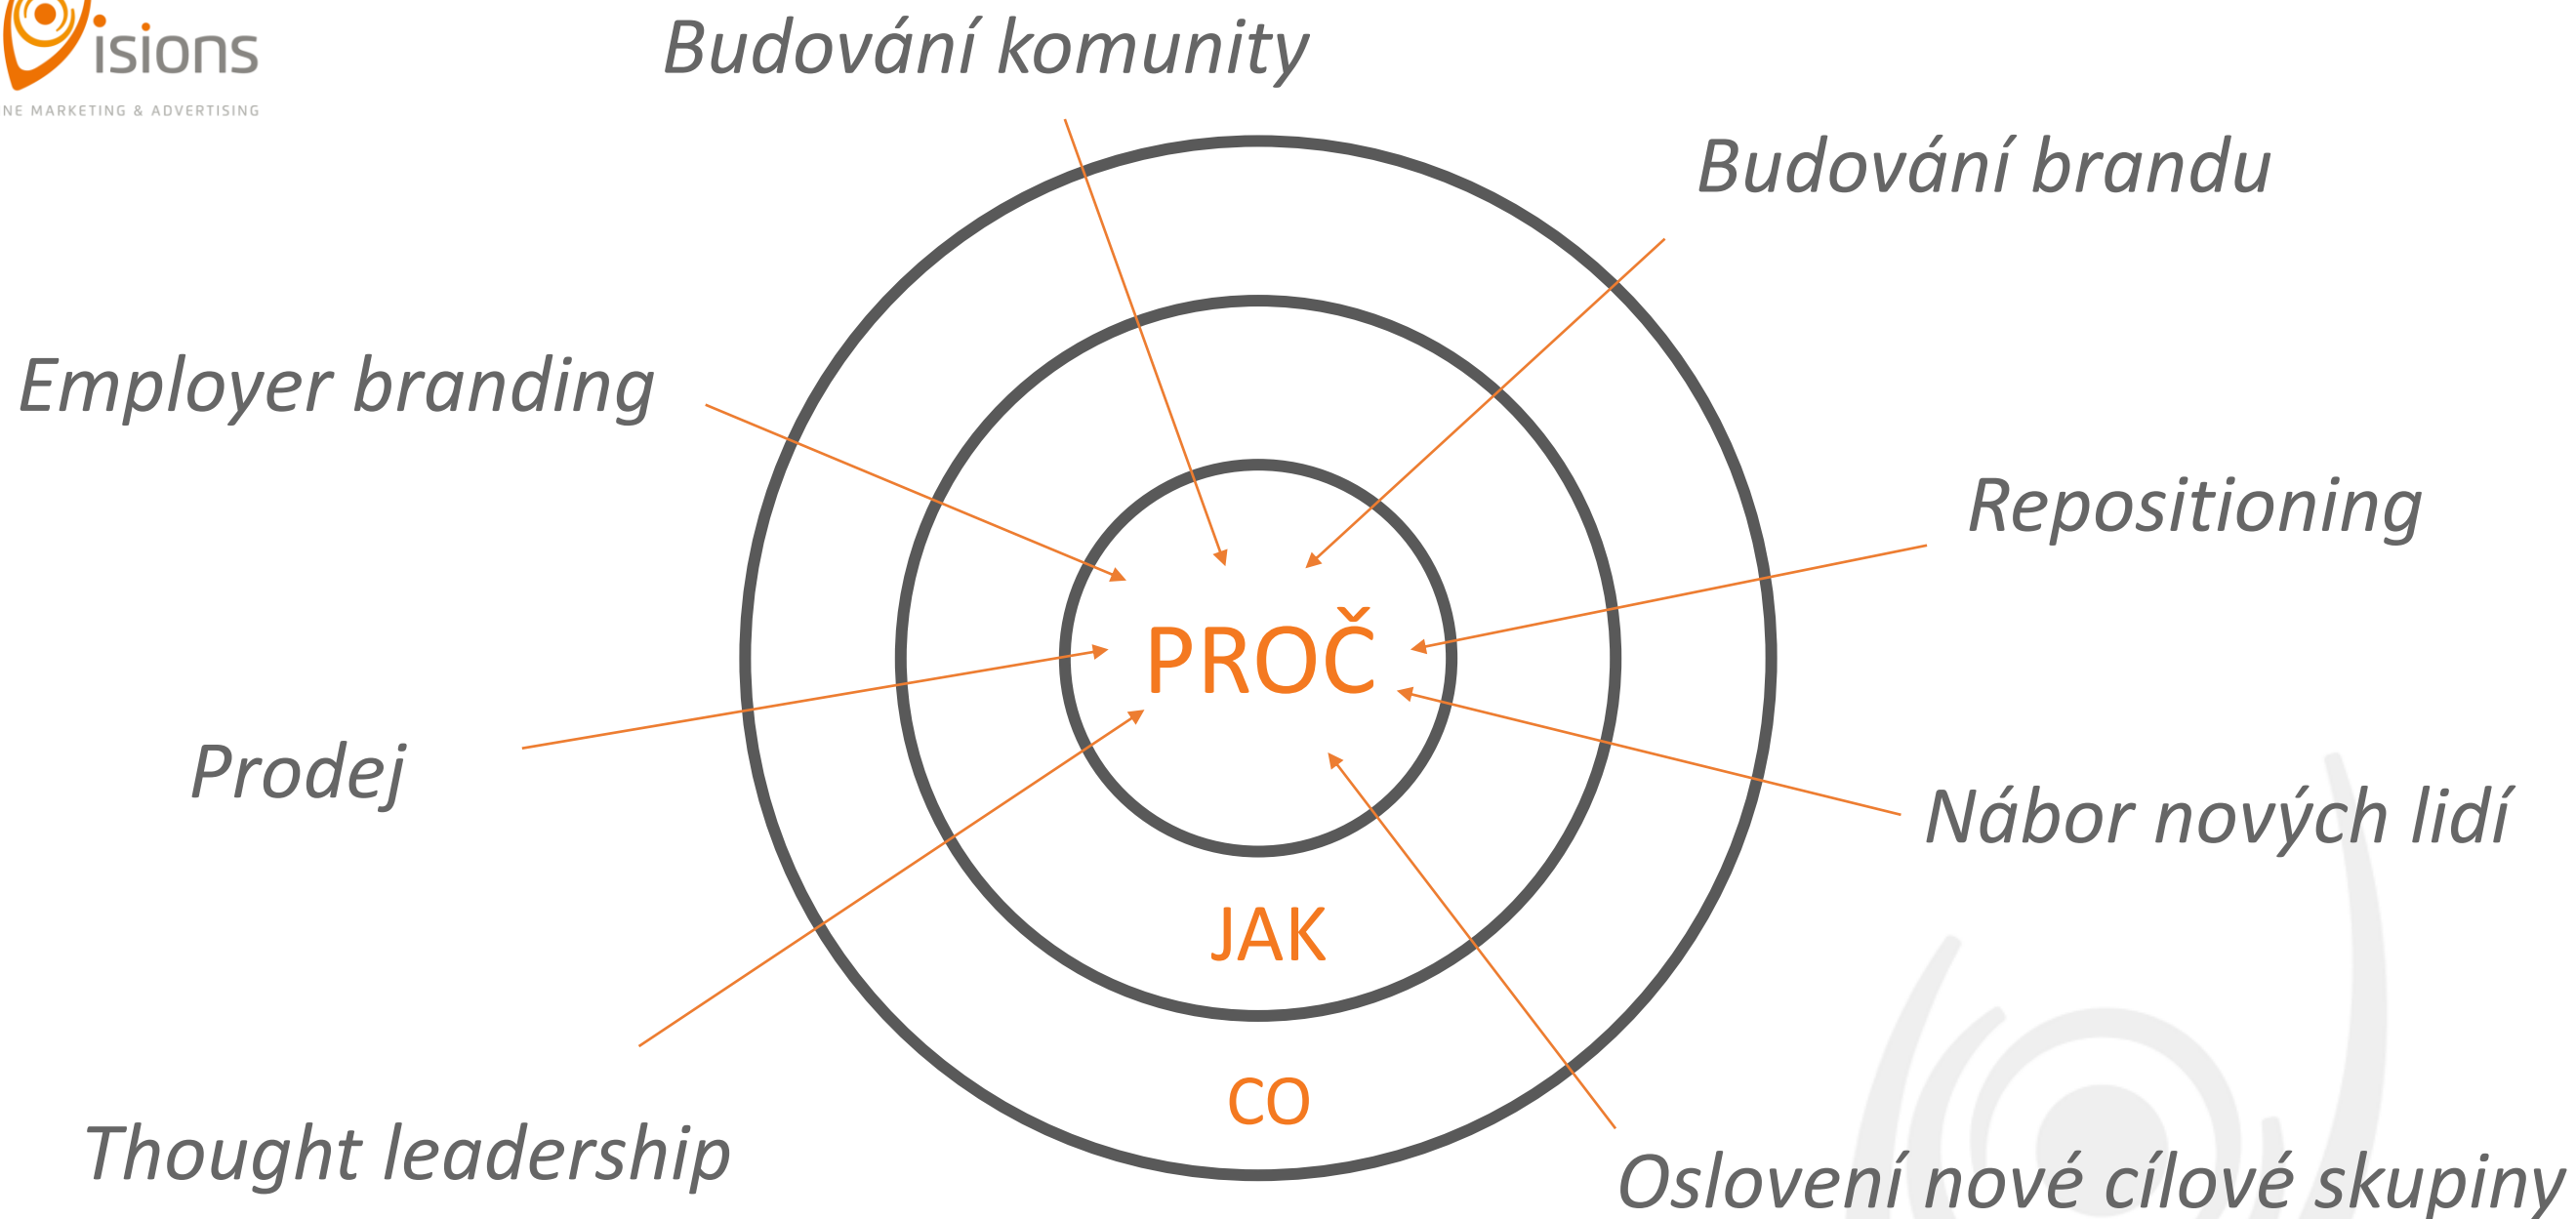 isions
NE MARKETING & ADVERTISING
Budování komunity
Budování brandu
Employer branding
Repositioning
PROČ
Prodej
Nábor nových lidí
JAK
CO
Thought leadership
Oslovení nové cílové skupiny